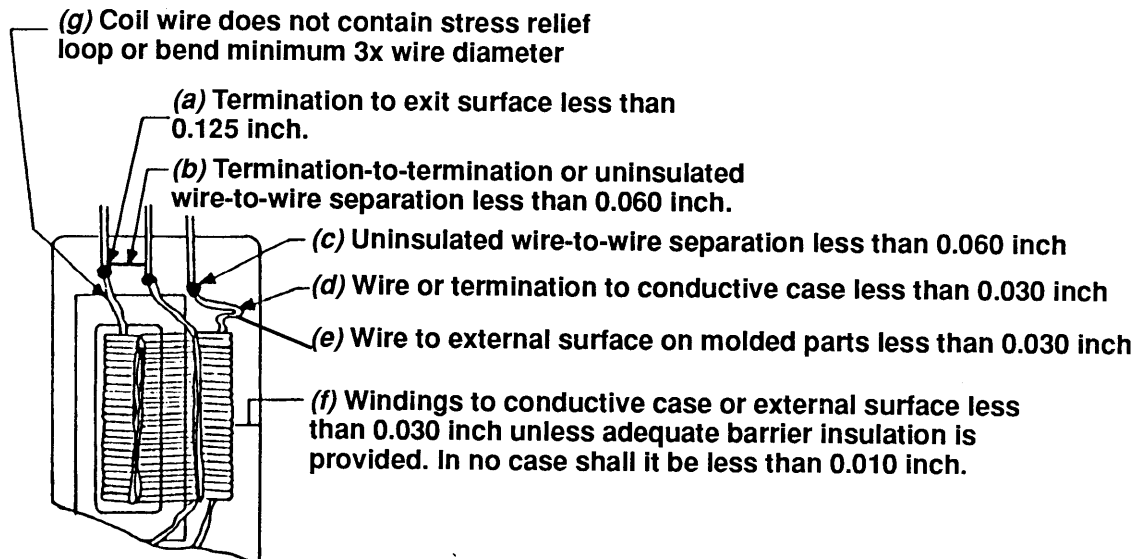 (g) Coil wire does not contain stress relief
loop or bend minimum 3x wire diameter
(a) Termination to exit surface less than
0.125 inch.
(b) Termination-to-termination or uninsulated
wire-to-wire separation less than 0.060 inch.
(c) Uninsulated wire-to-wire separation less than 0.060 inch
(d) Wire or termination to conductive case less than 0.030 inch
(e) Wire to external surface on molded parts less than 0.030 inch
(f) Windings to conductive case or external surface less
than 0.030 inch unless adequate barrier insulation is
provided. In no case shall it be less than 0.010 inch.